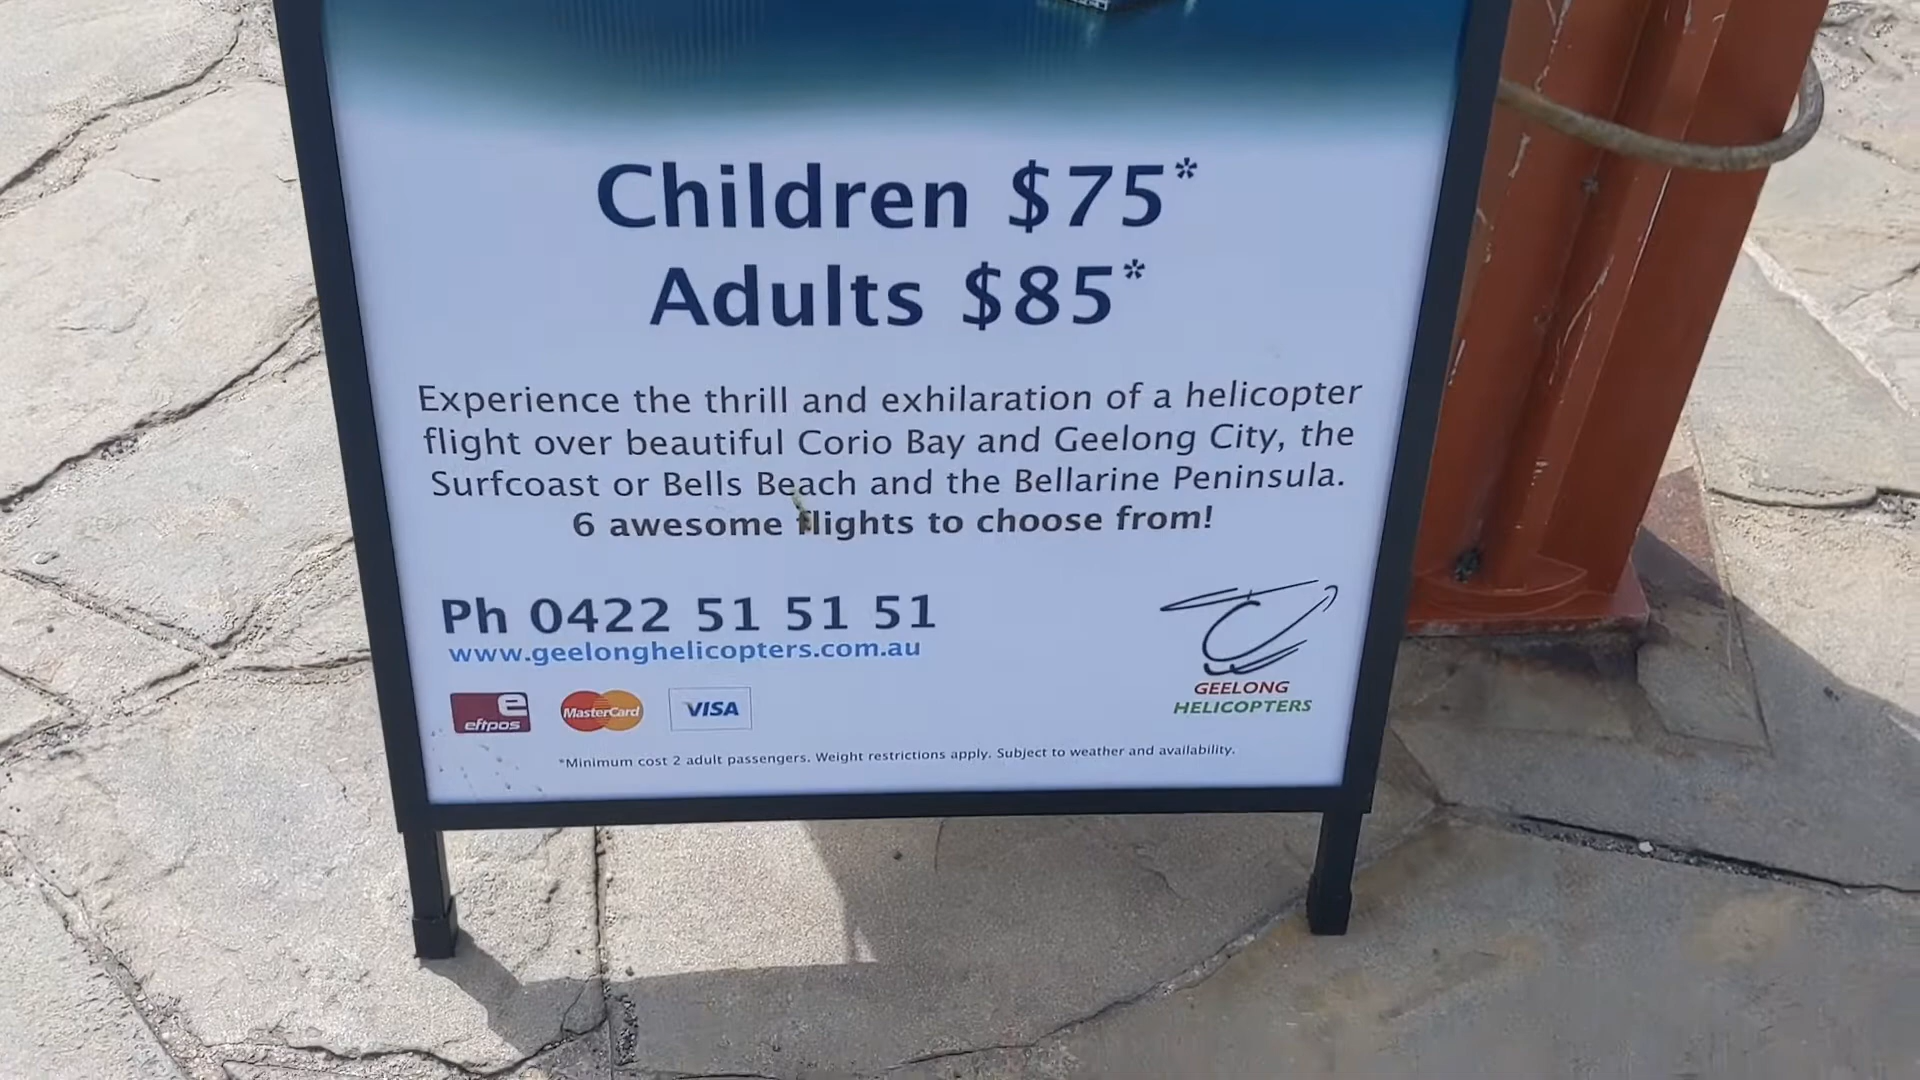 Children $75*
Adults $85*
Experience the thrill and exhilaration of a helicopter
flight over beautiful Corio Bay and Geelong City, the
Surfcoast or Bells Beach and the Bellarine Peninsula.
6 awesome flights to choose from!
Ph 0422 51 51 51
www.geelonghelicopters.com.au
e
eftpos
MasterCard
VISA
GEELONG
HELICOPTERS
*Minimum cost 2 adult passengers. Weight restrictions apply. Subject to weather and availability.